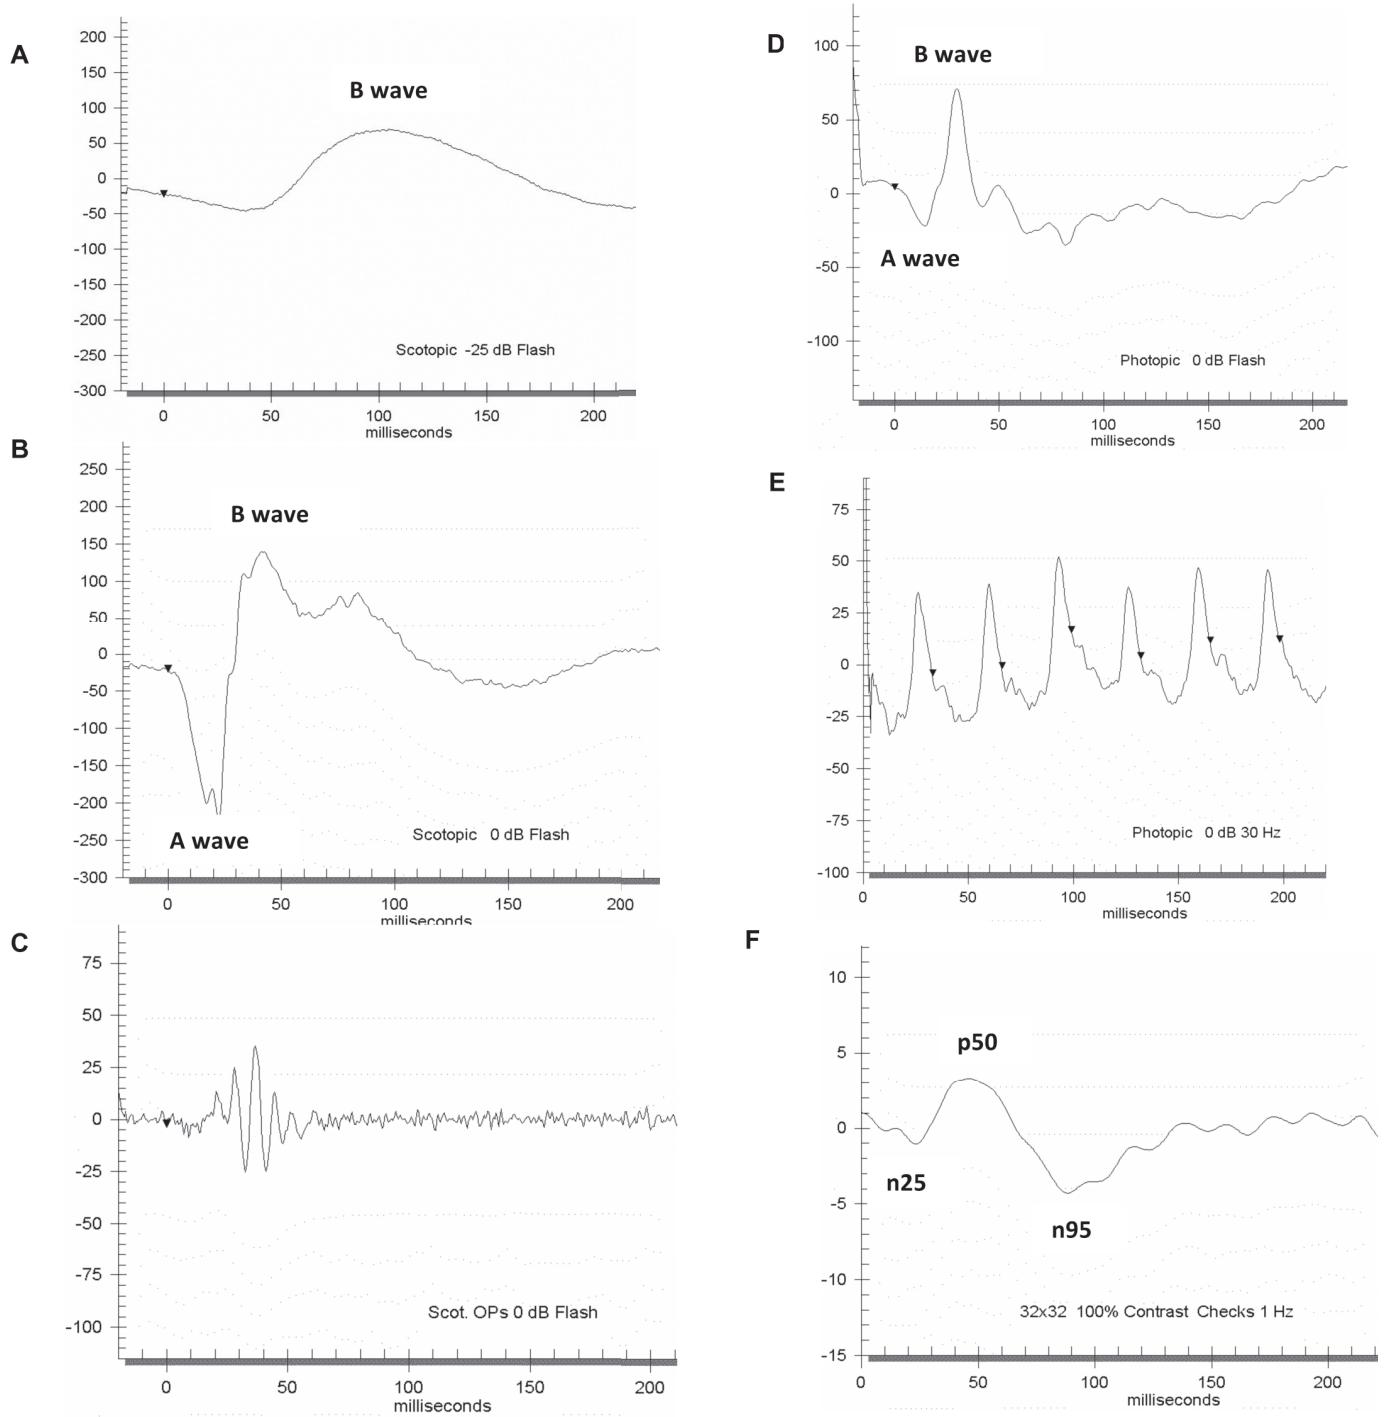 A
200
150
100
50
0
-50
-100
-150
-200
-250
-300
B wave
Scotopic -25 dB Flash
0 50 100 150 200
milliseconds
B
250
200
150
100
50
0
-50
-100
-150
-200
-250
-300
B wave
A wave
Scotopic 0 dB Flash
0 50 100 150 200
milliseconds
C
75
50
25
0
-25
-50
-75
-100
Scot. OPs 0 dB Flash
0 50 100 150 200
milliseconds
D
100
50
0
-50
-100
B wave
A wave
Photopic 0 dB Flash
0 50 100 150 200
milliseconds
E
75
50
25
0
-25
-50
-75
-100
Photopic 0 dB 30 Hz
0 50 100 150 200
milliseconds
F
10
5
0
-5
-10
-15
p50
n25
n95
32x32 100% Contrast Checks 1 Hz
0 50 100 150 200
milliseconds